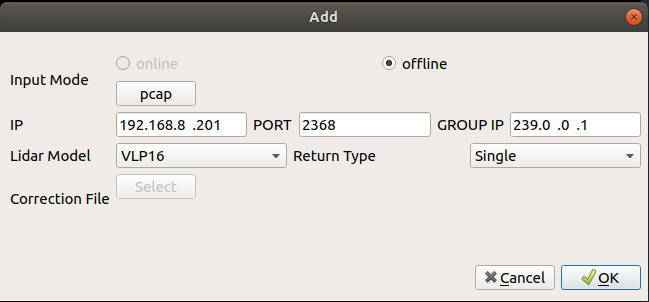 Add
online offline
Input Mode
pcap
IP 192.168.8 .201 PORT 2368 GROUP IP 239.0 .0 .1
Lidar Model VLP16 Return Type Single
Correction File Select
Cancel OK